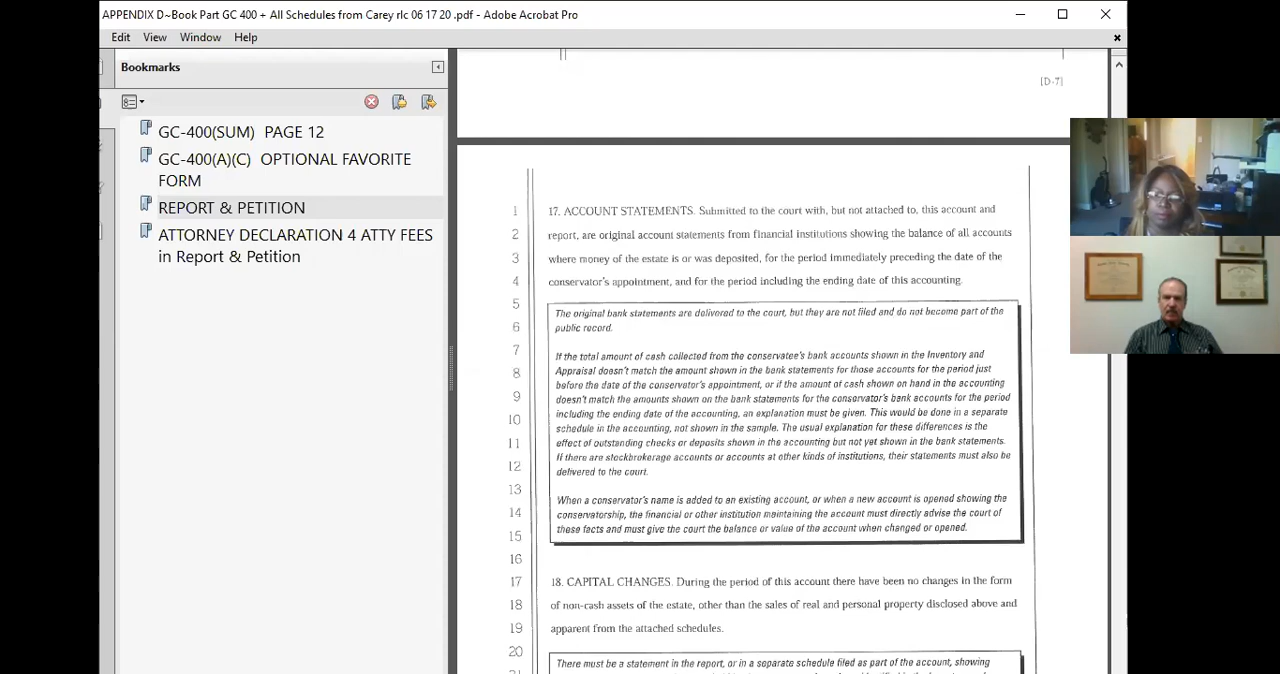 APPENDIX D~Book Part GC 400 + All Schedules from Carey rlc 06 17 20 .pdf - Adobe Acrobat Pro
Edit View Window Help
Bookmarks
GC-400(SUM) PAGE 12
GC-400(A)(C) OPTIONAL FAVORITE
FORM
REPORT & PETITION
ATTORNEY DECLARATION 4 ATTY FEES
in Report & Petition
[D-7]
1 17. ACCOUNT STATEMENTS. Submitted to the court with, but not attached to, this account and
2 report, are original account statements from financial institutions showing the balance of all accounts
3 where money of the estate is or was deposited, for the period immediately preceding the date of the
4 conservator's appointment, and for the period including the ending date of this accounting.
5 The original bank statements are delivered to the court, but they are not filed and do not become part of the
6 public record.
7 If the total amount of cash collected from the conservatee's bank accounts shown in the Inventory and
8 Appraisal doesn't match the amount shown in the bank statements for those accounts for the period just
before the date of the conservator's appointment, or if the amount of cash shown on hand in the accounting
9 doesn't match the amounts shown on the bank statements for the conservator's bank accounts for the period
10 including the ending date of the accounting, an explanation must be given. This would be done in a separate
schedule in the accounting, not shown in the sample. The usual explanation for these differences is the
11 effect of outstanding checks or deposits shown in the accounting but not yet shown in the bank statements.
12 If there are stockbrokerage accounts or accounts at other kinds of institutions, their statements must also be
delivered to the court.
13 When a conservator's name is added to an existing account, or when a new account is opened showing the
14 conservatorship, the financial or other institution maintaining the account must directly advise the court of
15 these facts and must give the court the balance or value of the account when changed or opened.
16
17 18. CAPITAL CHANGES. During the period of this account there have been no changes in the form
18 of non-cash assets of the estate, other than the sales of real and personal property disclosed above and
19 apparent from the attached schedules.
20 There must be a statement in the report, or in a separate schedule filed as part of the account, showing